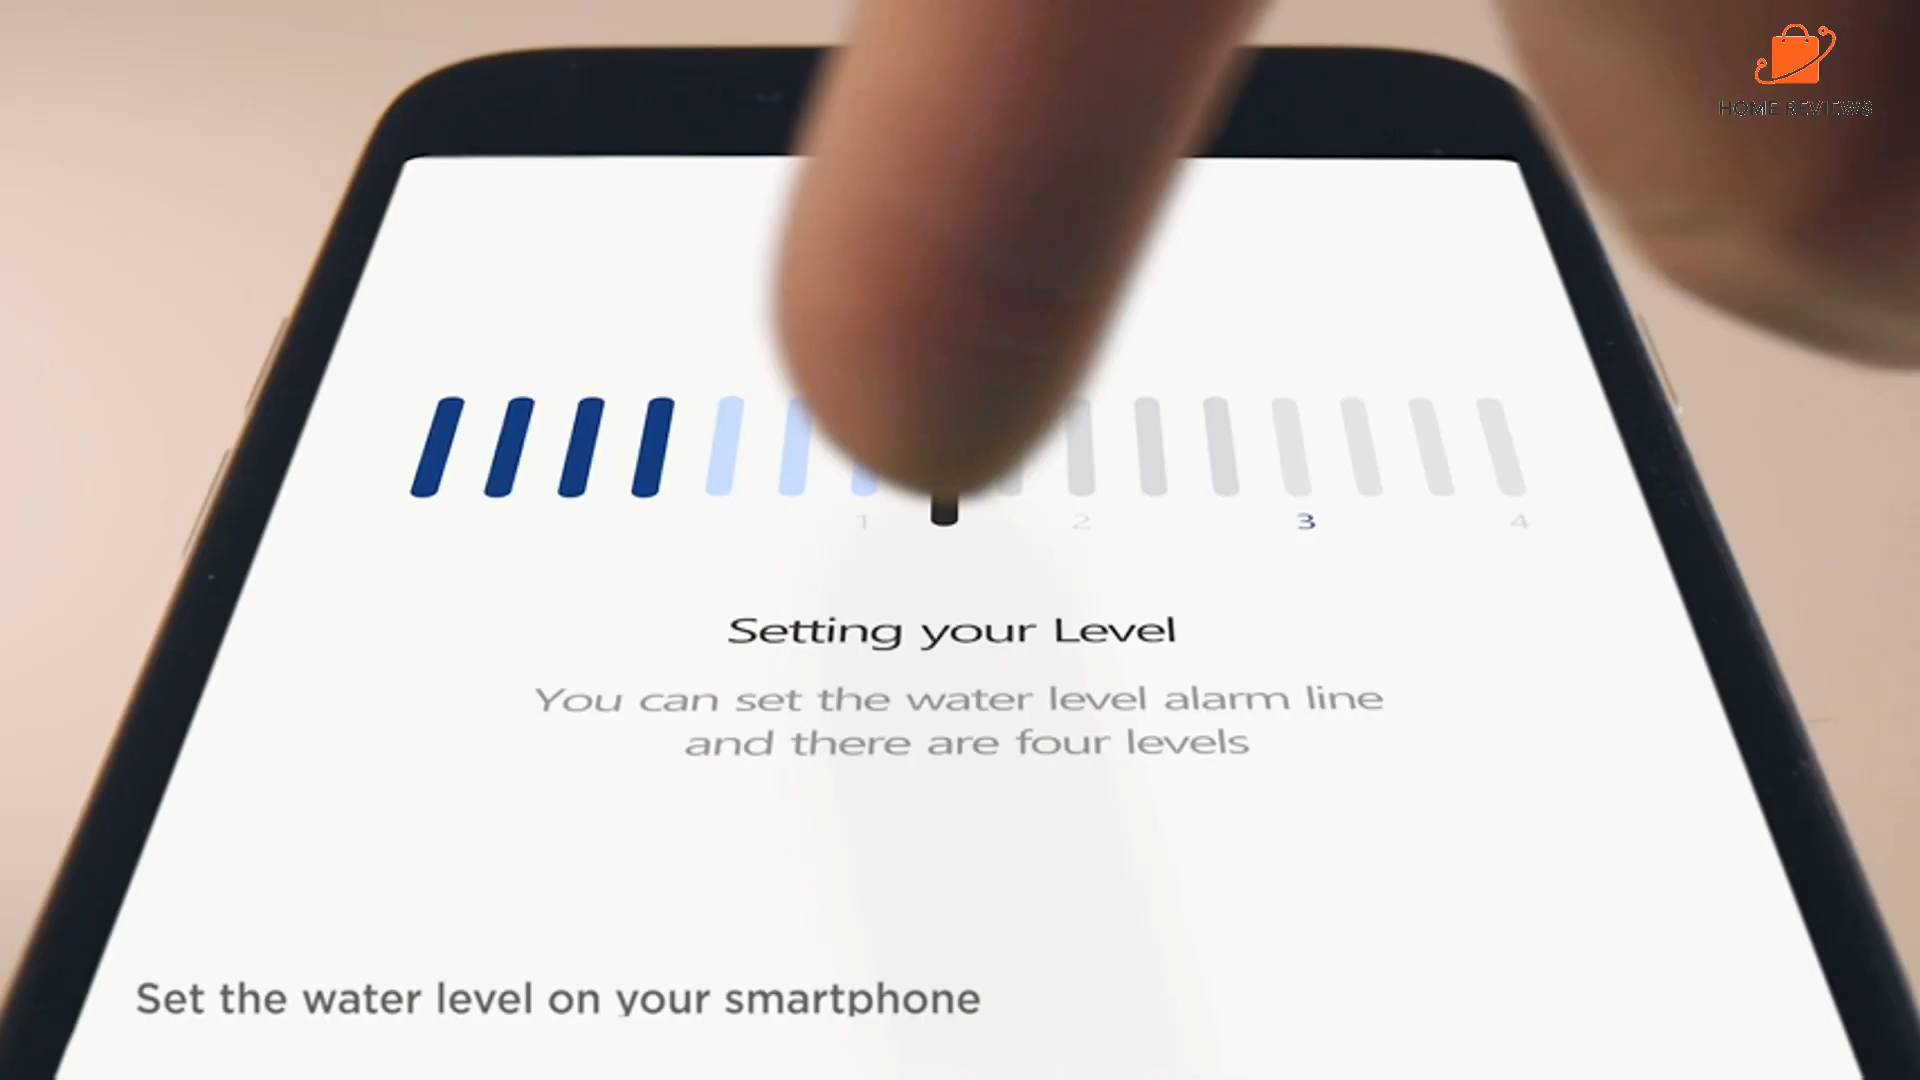 HOME REVIEWS
1 2 3 4
Setting your Level
You can set the water level alarm line
and there are four levels
Set the water level on your smartphone